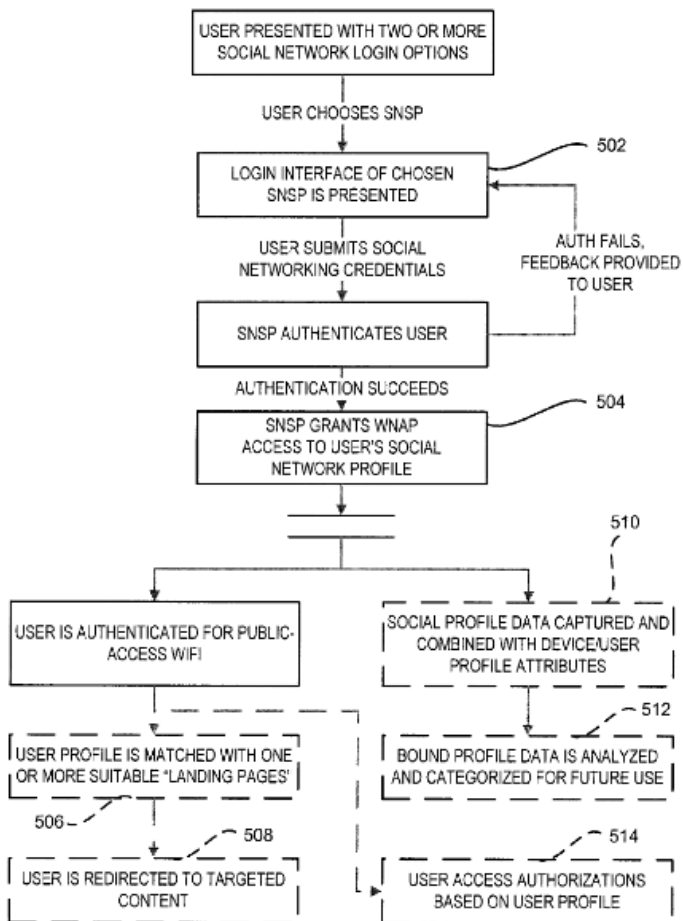 USER PRESENTED WITH TWO OR MORE
SOCIAL NETWORK LOGIN OPTIONS
USER CHOOSES SNSP
502
LOGIN INTERFACE OF CHOSEN
SNSP IS PRESENTED
USER SUBMITS SOCIAL
NETWORKING CREDENTIALS
AUTH FAILS,
FEEDBACK PROVIDED
TO USER
SNSP AUTHENTICATES USER
AUTHENTICATION SUCCEEDS
504
SNSP GRANTS WNAP
ACCESS TO USER'S SOCIAL
NETWORK PROFILE
510
USER IS AUTHENTICATED FOR PUBLIC-
ACCESS WIFI
SOCIAL PROFILE DATA CAPTURED AND
COMBINED WITH DEVICE/USER
PROFILE ATTRIBUTES
512
USER PROFILE IS MATCHED WITH ONE
OR MORE SUITABLE "LANDING PAGES'
BOUND PROFILE DATA IS ANALYZED
AND CATEGORIZED FOR FUTURE USE
506
508
514
USER IS REDIRECTED TO TARGETED
CONTENT
USER ACCESS AUTHORIZATIONS
BASED ON USER PROFILE